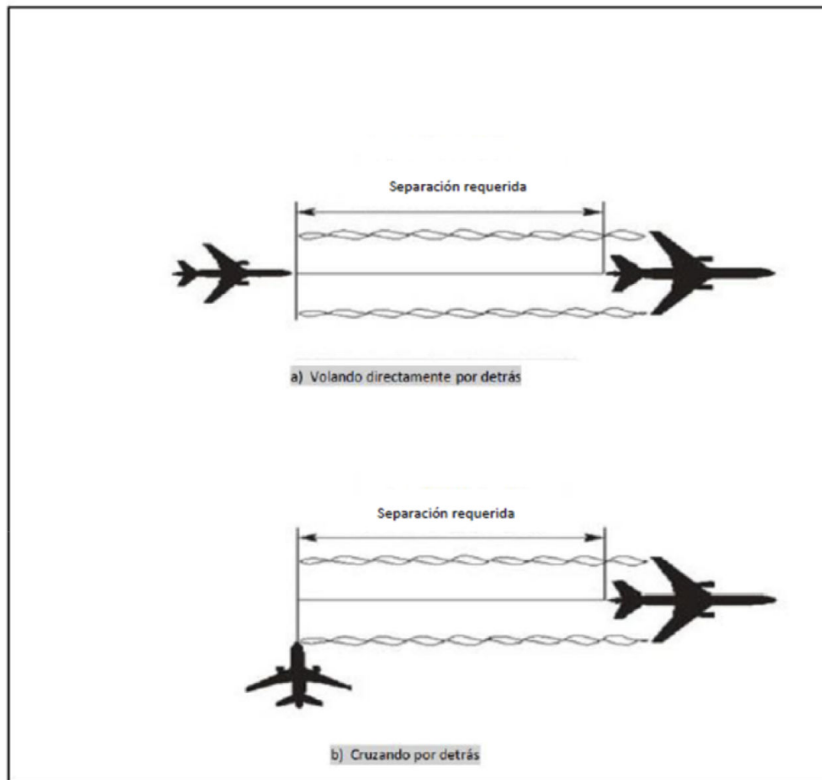 Separación requerida
a) Volando directamente por detrás
Separación requerida
b) Cruzando por detrás